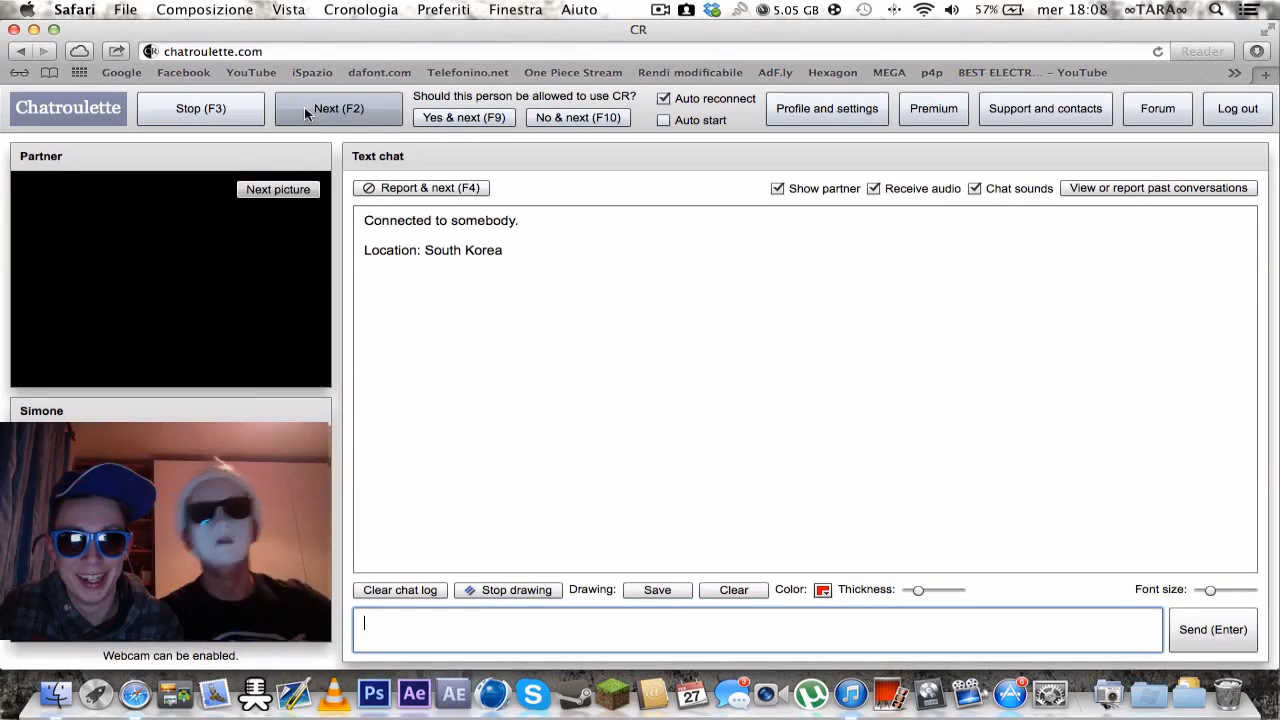 Safari File Composizione Vista Cronologia Preferiti Finestra Aiuto 5.05 GB 57% mer 18:08 ∞TARA∞
CR
CR chatroulette.com Reader
Google Facebook YouTube iSpazio dafont.com Telefonino.net One Piece Stream Rendi modificabile AdF.ly Hexagon MEGA p4p BEST ELECTR... – YouTube
Chatroulette Stop (F3) Next (F2) Should this person be allowed to use CR? Auto reconnect Profile and settings Premium Support and contacts Forum Log out
Yes & next (F9) No & next (F10) Auto start
Partner Text chat
Next picture Report & next (F4) Show partner Receive audio Chat sounds View or report past conversations
Connected to somebody.
Location: South Korea
Simone
Clear chat log Stop drawing Drawing: Save Clear Color: Thickness: Font size:
Send (Enter)
Webcam can be enabled.
Ps Ae AE S 27 3 6